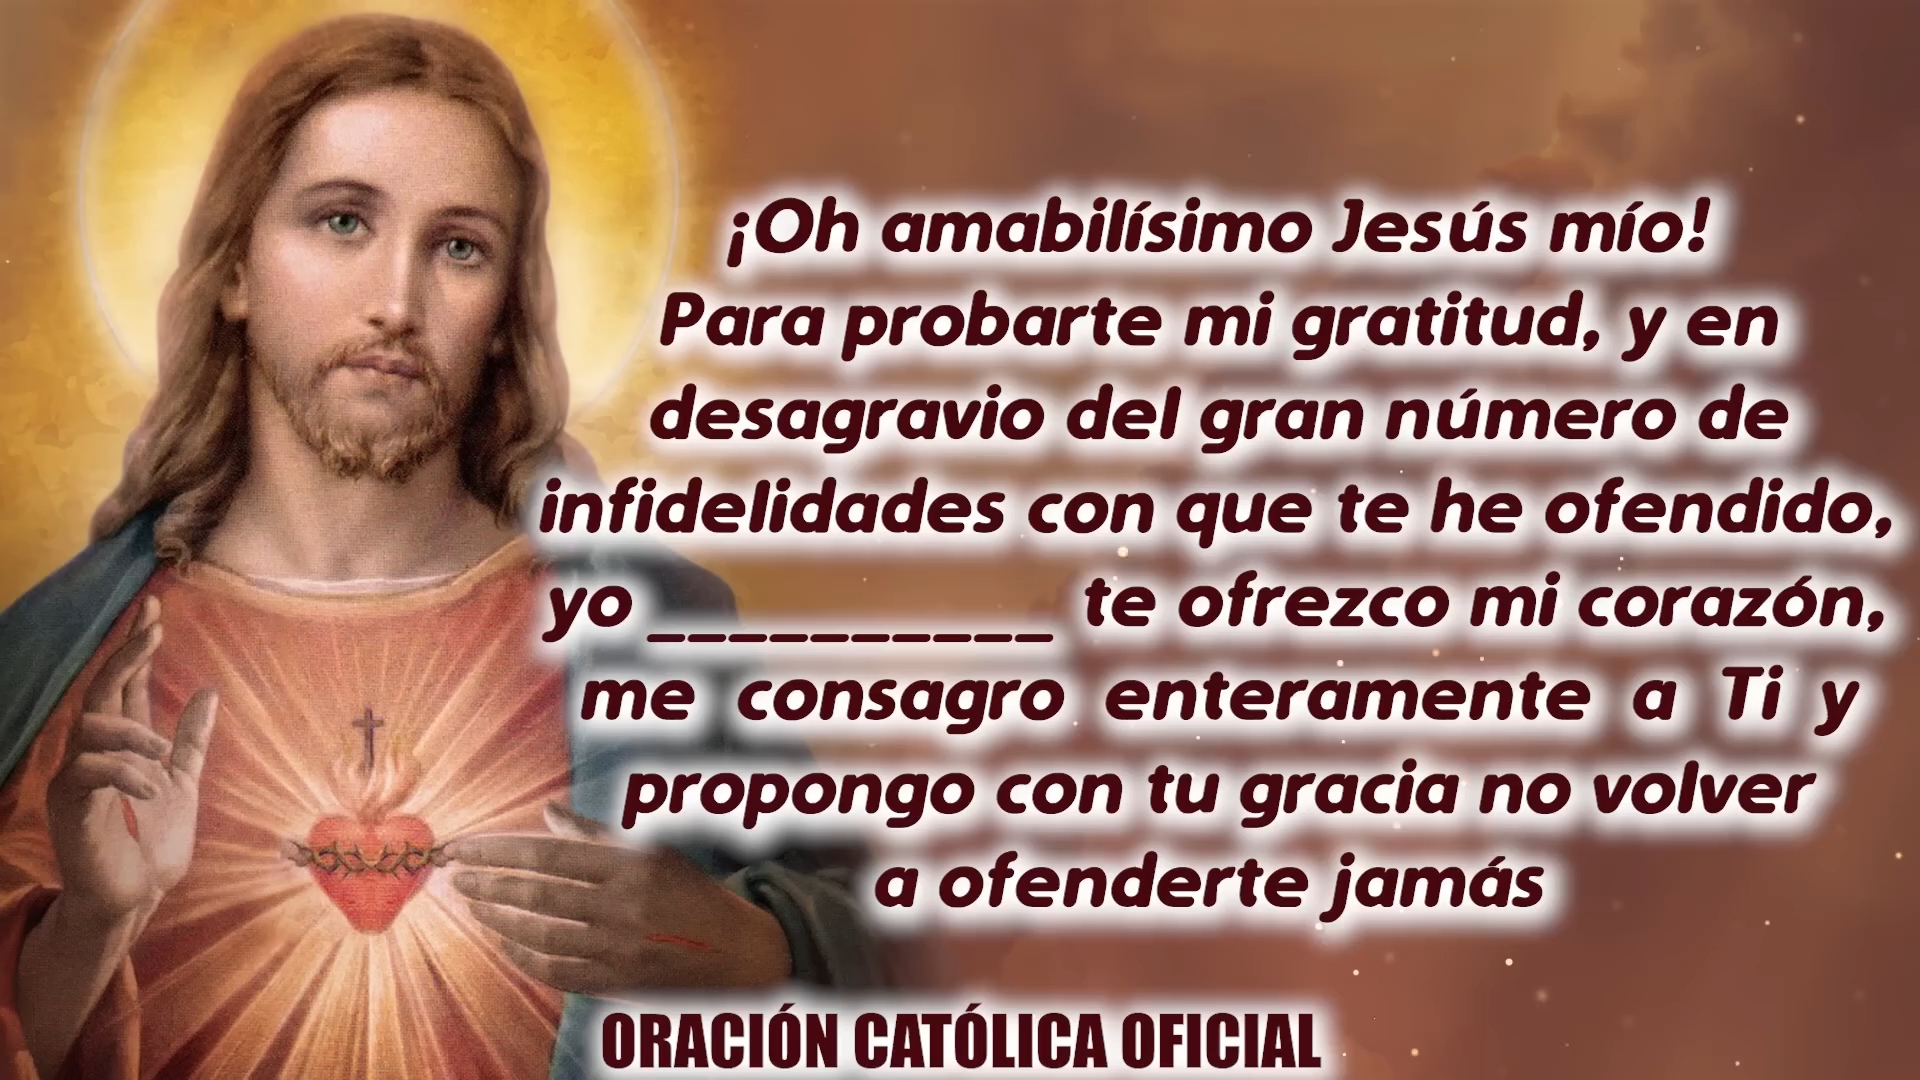 ¡Oh amabilísimo Jesús mío!
Para probarte mi gratitud, y en
desagravio del gran número de
infidelidades con que te he ofendido,
yo __________ te ofrezco mi corazón,
me consagro enteramente a Ti y
propongo con tu gracia no volver
a ofenderte jamás
ORACIÓN CATÓLICA OFICIAL